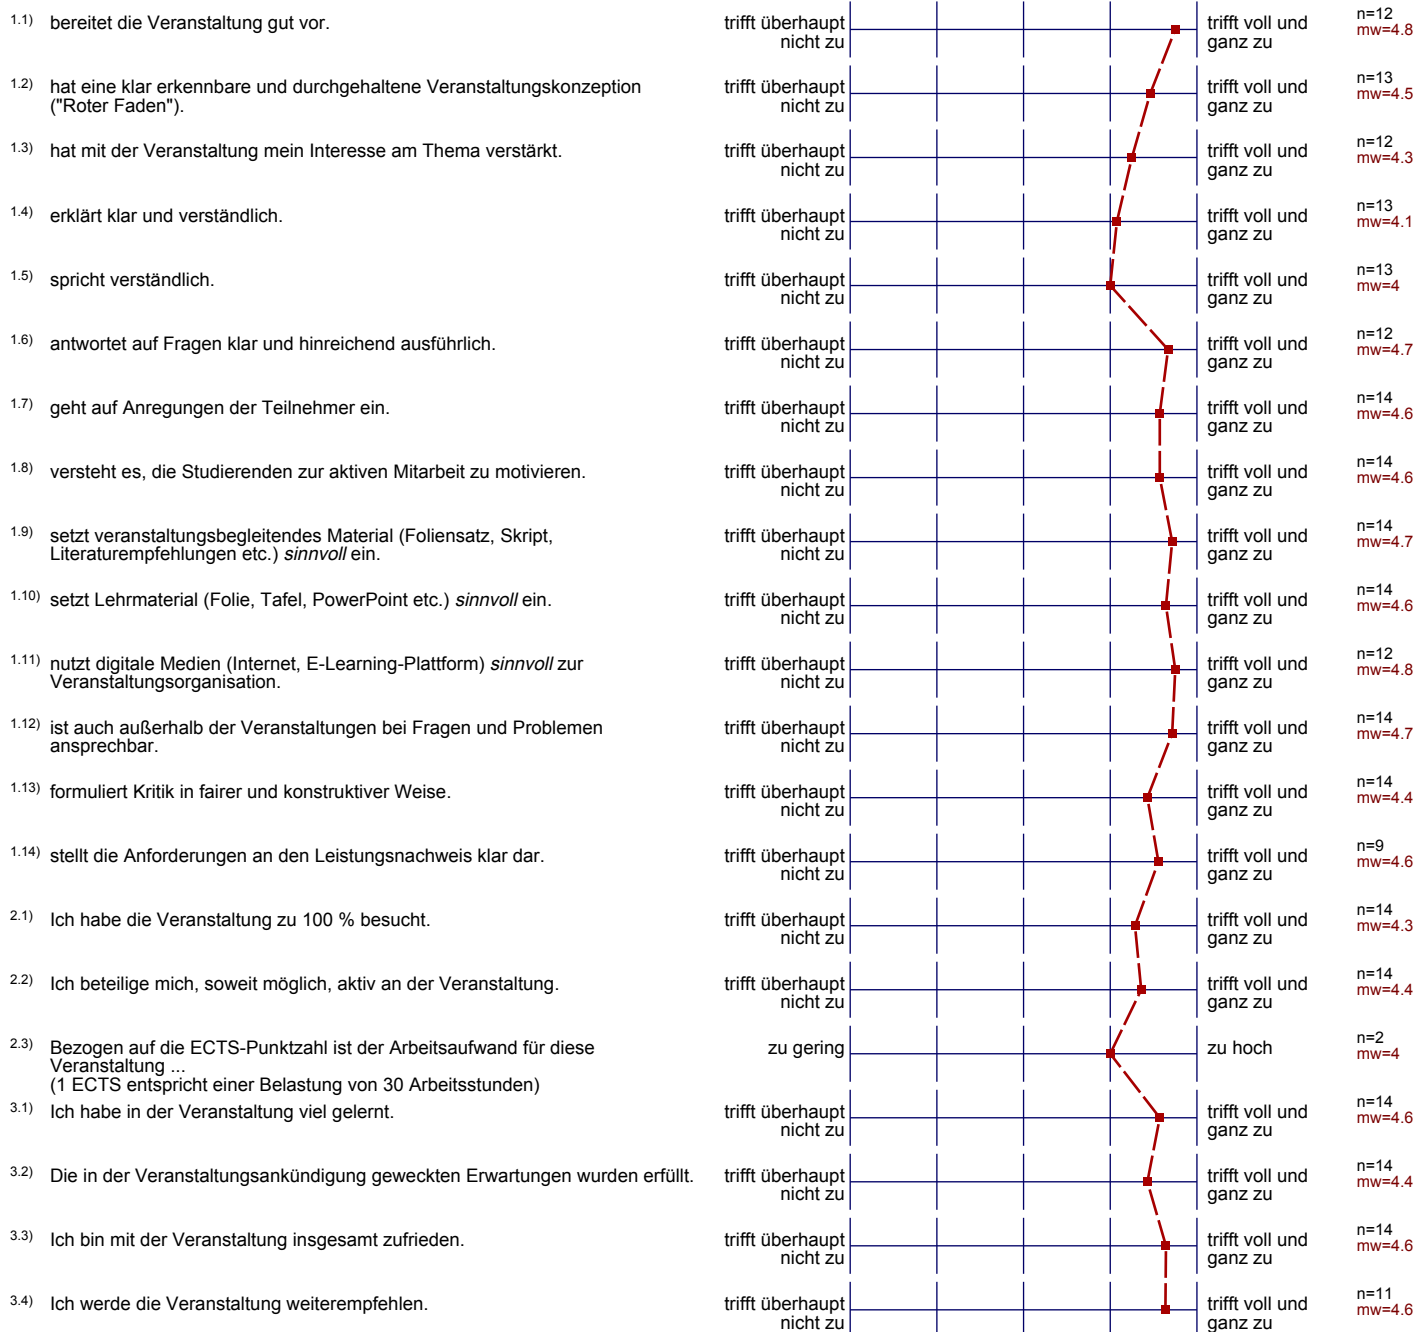 1.1) bereitet die Veranstaltung gut vor. trifft überhaupt trifft voll und n=12
nicht zu ganz zu mw=4.8
1.2) hat eine klar erkennbare und durchgehaltene Veranstaltungskonzeption trifft überhaupt trifft voll und n=13
("Roter Faden"). nicht zu ganz zu mw=4.5
1.3) hat mit der Veranstaltung mein Interesse am Thema verstärkt. trifft überhaupt trifft voll und n=12
nicht zu ganz zu mw=4.3
1.4) erklärt klar und verständlich. trifft überhaupt trifft voll und n=13
nicht zu ganz zu mw=4.1
1.5) spricht verständlich. trifft überhaupt trifft voll und n=13
nicht zu ganz zu mw=4
1.6) antwortet auf Fragen klar und hinreichend ausführlich. trifft überhaupt trifft voll und n=12
nicht zu ganz zu mw=4.7
1.7) geht auf Anregungen der Teilnehmer ein. trifft überhaupt trifft voll und n=14
nicht zu ganz zu mw=4.6
1.8) versteht es, die Studierenden zur aktiven Mitarbeit zu motivieren. trifft überhaupt trifft voll und n=14
nicht zu ganz zu mw=4.6
1.9) setzt veranstaltungsbegleitendes Material (Foliensatz, Skript, trifft überhaupt trifft voll und n=14
Literaturempfehlungen etc.) sinnvoll ein. nicht zu ganz zu mw=4.7
1.10) setzt Lehrmaterial (Folie, Tafel, PowerPoint etc.) sinnvoll ein. trifft überhaupt trifft voll und n=14
nicht zu ganz zu mw=4.6
1.11) nutzt digitale Medien (Internet, E-Learning-Plattform) sinnvoll zur trifft überhaupt trifft voll und n=12
Veranstaltungsorganisation. nicht zu ganz zu mw=4.8
1.12) ist auch außerhalb der Veranstaltungen bei Fragen und Problemen trifft überhaupt trifft voll und n=14
ansprechbar. nicht zu ganz zu mw=4.7
1.13) formuliert Kritik in fairer und konstruktiver Weise. trifft überhaupt trifft voll und n=14
nicht zu ganz zu mw=4.4
1.14) stellt die Anforderungen an den Leistungsnachweis klar dar. trifft überhaupt trifft voll und n=9
nicht zu ganz zu mw=4.6
2.1) Ich habe die Veranstaltung zu 100 % besucht. trifft überhaupt trifft voll und n=14
nicht zu ganz zu mw=4.3
2.2) Ich beteilige mich, soweit möglich, aktiv an der Veranstaltung. trifft überhaupt trifft voll und n=14
nicht zu ganz zu mw=4.4
2.3) Bezogen auf die ECTS-Punktzahl ist der Arbeitsaufwand für diese zu gering zu hoch n=2
Veranstaltung ... mw=4
(1 ECTS entspricht einer Belastung von 30 Arbeitsstunden)
3.1) Ich habe in der Veranstaltung viel gelernt. trifft überhaupt trifft voll und n=14
nicht zu ganz zu mw=4.6
3.2) Die in der Veranstaltungsankündigung geweckten Erwartungen wurden erfüllt. trifft überhaupt trifft voll und n=14
nicht zu ganz zu mw=4.4
3.3) Ich bin mit der Veranstaltung insgesamt zufrieden. trifft überhaupt trifft voll und n=14
nicht zu ganz zu mw=4.6
3.4) Ich werde die Veranstaltung weiterempfehlen. trifft überhaupt trifft voll und n=11
nicht zu ganz zu mw=4.6